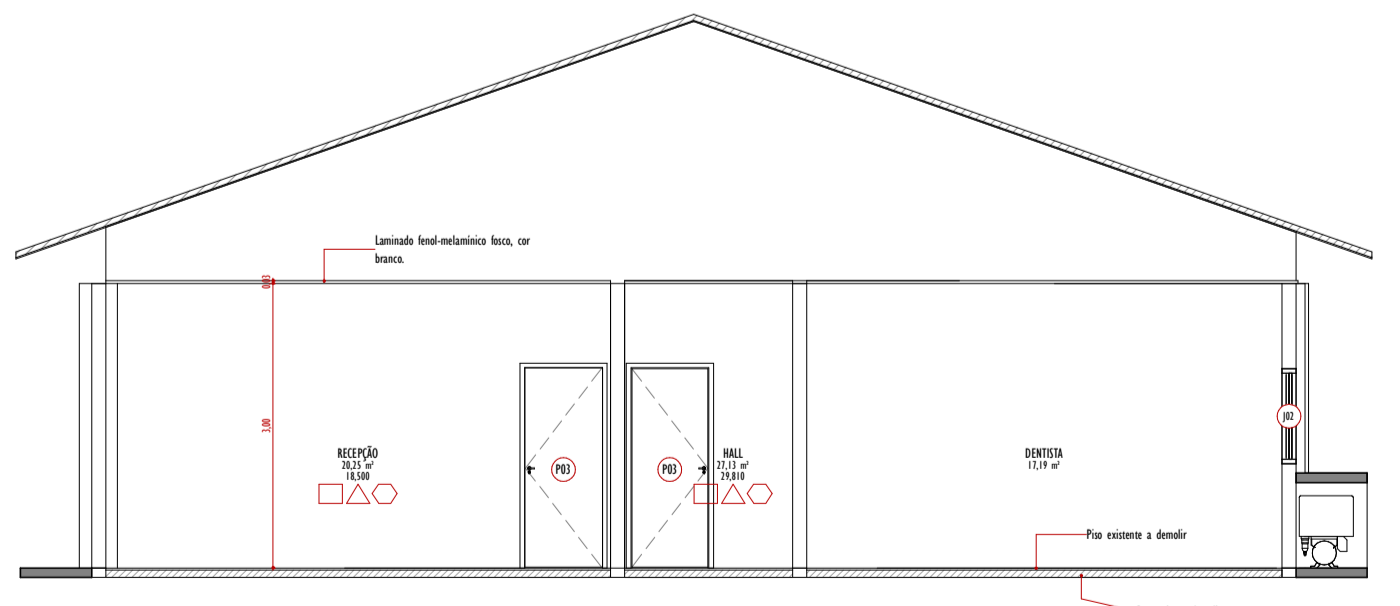 Laminado fenol-melamínico fosco, cor
branco.
0,03
3,00
RECEPÇÃO
20,25 m²
18,500
P03
P03
HALL
27,13 m²
29,810
DENTISTA
17,19 m²
J02
Piso existente a demolir